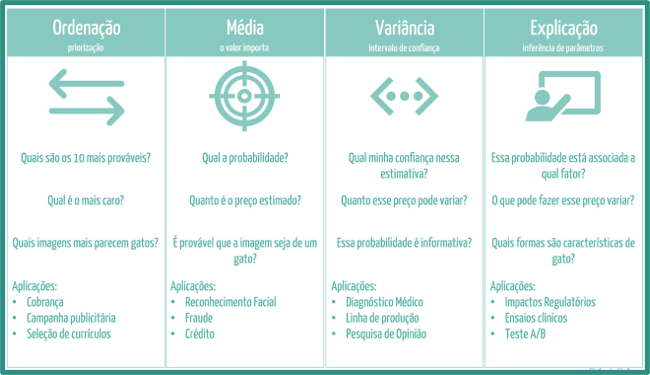 Ordenação
priorização
Quais são os 10 mais prováveis?
Qual é o mais caro?
Quais imagens mais parecem gatos?
Aplicações:
• Cobrança
• Campanha publicitária
• Seleção de currículos
Média
o valor importa
Qual a probabilidade?
Quanto é o preço estimado?
É provável que a imagem seja de um
gato?
Aplicações:
• Reconhecimento Facial
• Fraude
• Crédito
Variância
intervalo de confiança
Qual minha confiança nessa
estimativa?
Quanto esse preço pode variar?
Essa probabilidade é informativa?
Aplicações:
• Diagnóstico Médico
• Linha de produção
• Pesquisa de Opinião
Explicação
inferência de parâmetros
Essa probabilidade está associada a
qual fator?
O que pode fazer esse preço variar?
Quais formas são características de
gato?
Aplicações:
• Impactos Regulatórios
• Ensaios clínicos
• Teste A/B